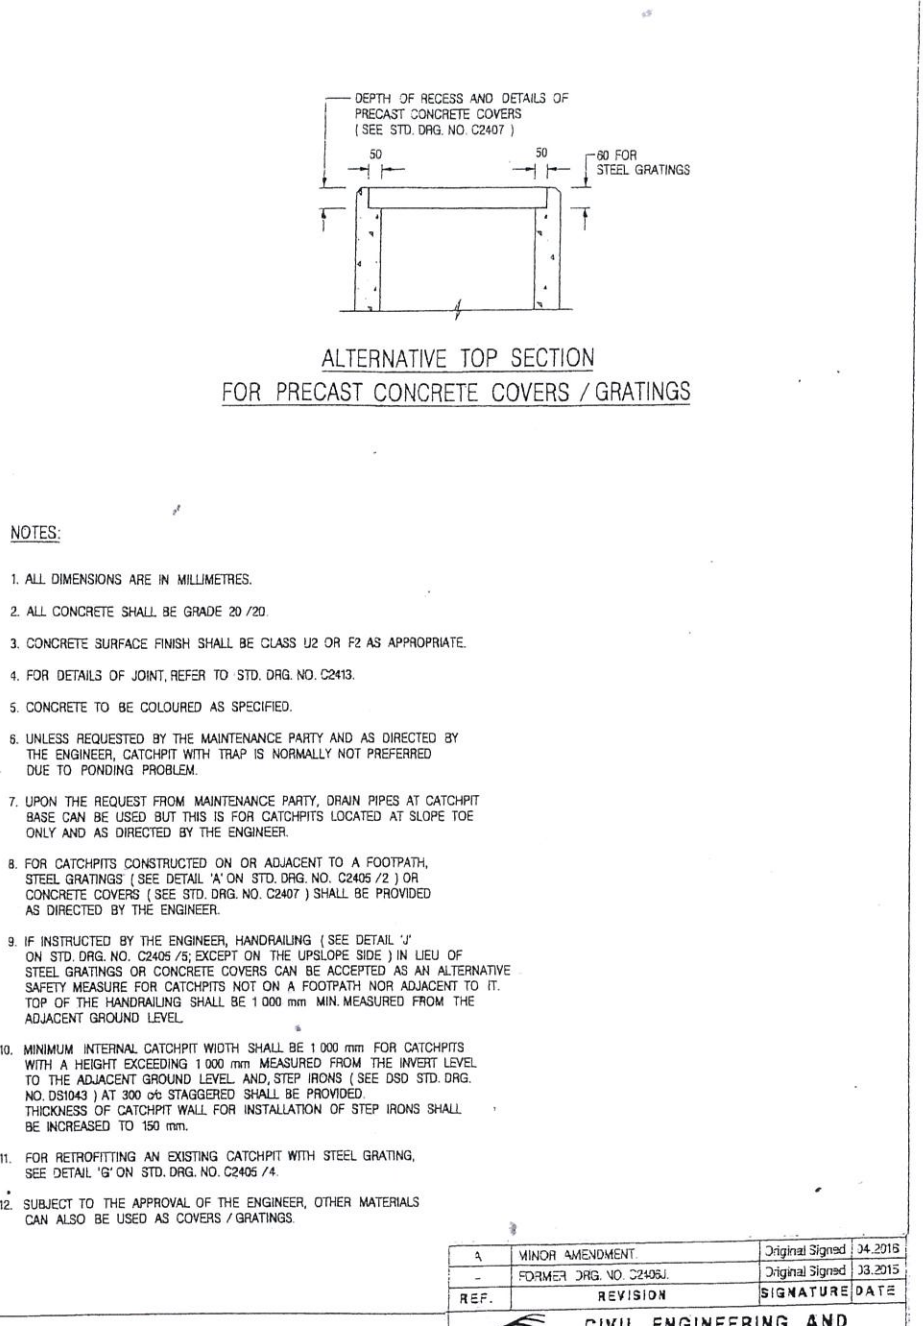 DEPTH OF RECESS AND DETAILS OF
PRECAST CONCRETE COVERS
( SEE STD. DRG. NO. C2407 )
50
50
60 FOR
STEEL GRATINGS
ALTERNATIVE TOP SECTION
FOR PRECAST CONCRETE COVERS / GRATINGS
NOTES:
1. ALL DIMENSIONS ARE IN MILLIMETRES.
2. ALL CONCRETE SHALL BE GRADE 20 /20.
3. CONCRETE SURFACE FINISH SHALL BE CLASS U2 OR F2 AS APPROPRIATE.
4. FOR DETAILS OF JOINT, REFER TO STD. DRG. NO. C2413.
5. CONCRETE TO BE COLOURED AS SPECIFIED.
6. UNLESS REQUESTED BY THE MAINTENANCE PARTY AND AS DIRECTED BY
THE ENGINEER, CATCHPIT WITH TRAP IS NORMALLY NOT PREFERRED
DUE TO PONDING PROBLEM.
7. UPON THE REQUEST FROM MAINTENANCE PARTY, DRAIN PIPES AT CATCHPIT
BASE CAN BE USED BUT THIS IS FOR CATCHPITS LOCATED AT SLOPE TOE
ONLY AND AS DIRECTED BY THE ENGINEER.
8. FOR CATCHPITS CONSTRUCTED ON OR ADJACENT TO A FOOTPATH,
STEEL GRATINGS ( SEE DETAIL 'A' ON STD. DRG. NO. C2405 /2 ) OR
CONCRETE COVERS ( SEE STD. DRG. NO. C2407 ) SHALL BE PROVIDED
AS DIRECTED BY THE ENGINEER.
9. IF INSTRUCTED BY THE ENGINEER, HANDRAILING ( SEE DETAIL 'J'
ON STD. DRG. NO. C2405 /5; EXCEPT ON THE UPSLOPE SIDE ) IN LIEU OF
STEEL GRATINGS OR CONCRETE COVERS CAN BE ACCEPTED AS AN ALTERNATIVE
SAFETY MEASURE FOR CATCHPITS NOT ON A FOOTPATH NOR ADJACENT TO IT.
TOP OF THE HANDRAILING SHALL BE 1 000 mm MIN. MEASURED FROM THE
ADJACENT GROUND LEVEL.
10. MINIMUM INTERNAL CATCHPIT WIDTH SHALL BE 1 000 mm FOR CATCHPITS
WITH A HEIGHT EXCEEDING 1 000 mm MEASURED FROM THE INVERT LEVEL
TO THE ADJACENT GROUND LEVEL AND, STEP IRONS ( SEE DSD STD. DRG.
NO. DS1043 ) AT 300 o/c STAGGERED SHALL BE PROVIDED.
THICKNESS OF CATCHPIT WALL FOR INSTALLATION OF STEP IRONS SHALL
BE INCREASED TO 150 mm.
11. FOR RETROFITTING AN EXISTING CATCHPIT WITH STEEL GRATING,
SEE DETAIL 'G' ON STD. DRG. NO. C2405 /4.
12. SUBJECT TO THE APPROVAL OF THE ENGINEER, OTHER MATERIALS
CAN ALSO BE USED AS COVERS / GRATINGS.
A MINOR AMENDMENT. Original Signed 04.2016
- FORMER DRG. NO. C2406J. Original Signed 03.2015
REF. REVISION SIGNATURE DATE
CIVIL ENGINEERING AND